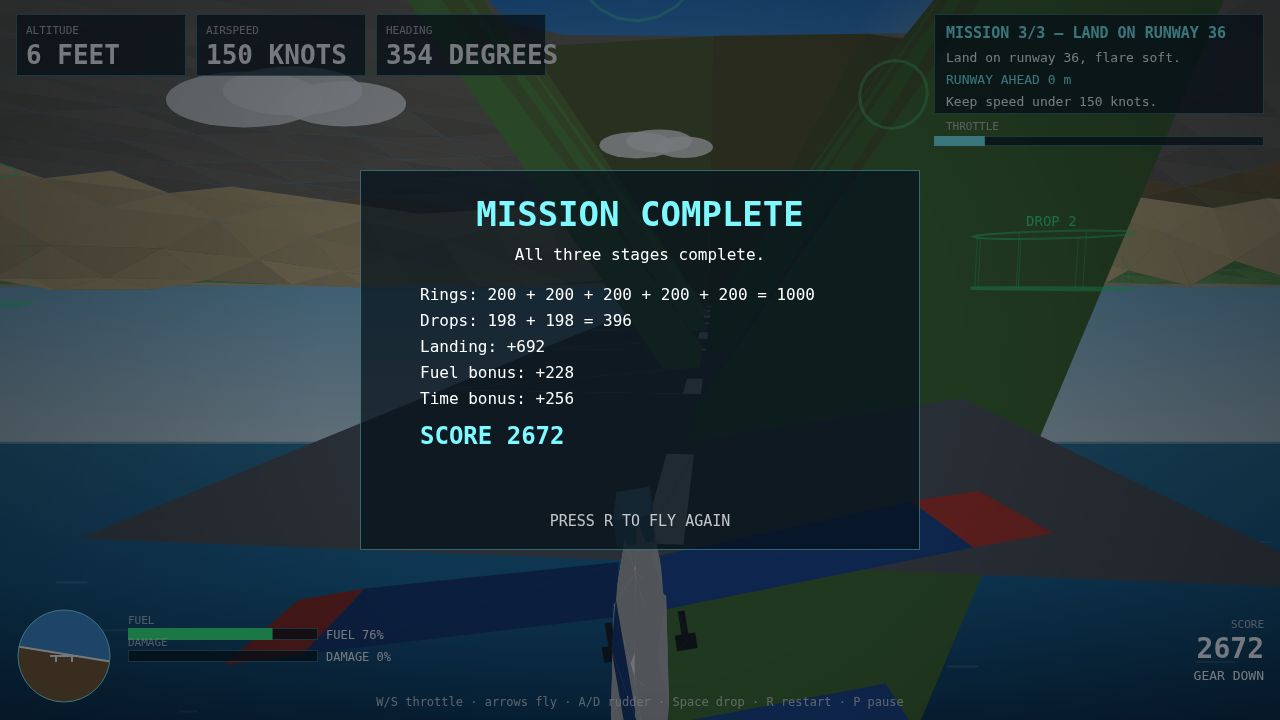 ALTITUDE
6 FEET
AIRSPEED
150 KNOTS
HEADING
354 DEGREES
MISSION 3/3 — LAND ON RUNWAY 36
Land on runway 36, flare soft.
RUNWAY AHEAD 0 m
Keep speed under 150 knots.
THROTTLE
DROP 2
MISSION COMPLETE
All three stages complete.
Rings: 200 + 200 + 200 + 200 + 200 = 1000
Drops: 198 + 198 = 396
Landing: +692
Fuel bonus: +228
Time bonus: +256
SCORE 2672
PRESS R TO FLY AGAIN
FUEL
FUEL 76%
DAMAGE
DAMAGE 0%
SCORE
2672
GEAR DOWN
W/S throttle · arrows fly · A/D rudder · Space drop · R restart · P pause